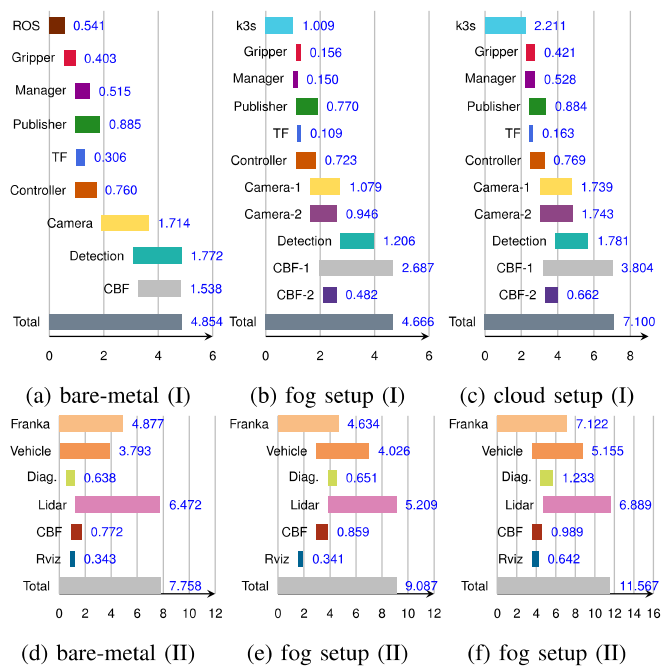 ROS 0.541
Gripper 0.403
Manager 0.515
Publisher 0.885
TF 0.306
Controller 0.760
Camera 1.714
Detection 1.772
CBF 1.538
Total 4.854
0 2 4 6
(a) bare-metal (I)
k3s 1.009
Gripper 0.156
Manager 0.150
Publisher 0.770
TF 0.109
Controller 0.723
Camera-1 1.079
Camera-2 0.946
Detection 1.206
CBF-1 2.687
CBF-2 0.482
Total 4.666
0 2 4 6
(b) fog setup (I)
k3s 2.211
Gripper 0.421
Manager 0.528
Publisher 0.884
TF 0.163
Controller 0.769
Camera-1 1.739
Camera-2 1.743
Detection 1.781
CBF-1 3.804
CBF-2 0.662
Total 7.100
0 2 4 6 8
(c) cloud setup (I)
Franka 4.877
Vehicle 3.793
Diag. 0.638
Lidar 6.472
CBF 0.772
Rviz 0.343
Total 7.758
0 2 4 6 8 10 12
(d) bare-metal (II)
Franka 4.634
Vehicle 4.026
Diag. 0.651
Lidar 5.209
CBF 0.859
Rviz 0.341
Total 9.087
0 2 4 6 8 10 12
(e) fog setup (II)
Franka 7.122
Vehicle 5.155
Diag. 1.233
Lidar 6.889
CBF 0.989
Rviz 0.642
Total 11.567
0 2 4 6 8 10 12 14 16
(f) fog setup (II)